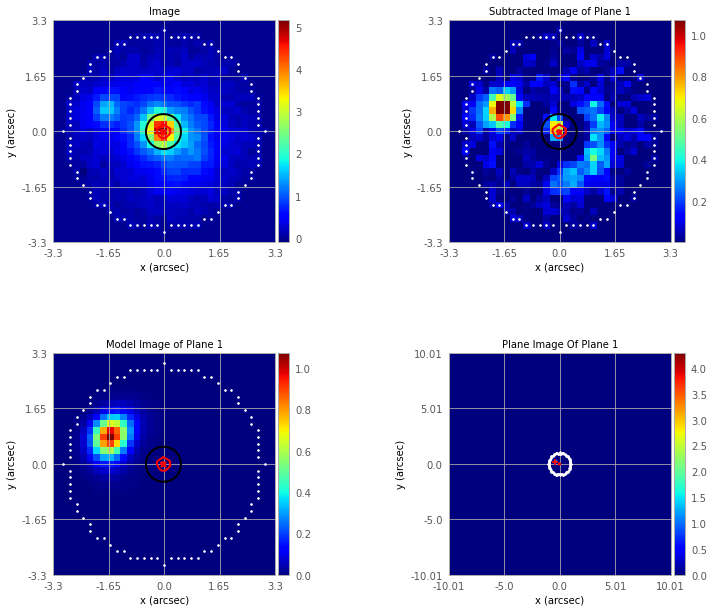 Image
3.3
1.65
0.0
-1.65
-3.3
y (arcsec)
-3.3 -1.65 0.0 1.65 3.3
x (arcsec)
5
4
3
2
1
0
Subtracted Image of Plane 1
3.3
1.65
0.0
-1.65
-3.3
y (arcsec)
-3.3 -1.65 0.0 1.65 3.3
x (arcsec)
1.0
0.8
0.6
0.4
0.2
Model Image of Plane 1
3.3
1.65
0.0
-1.65
-3.3
y (arcsec)
-3.3 -1.65 0.0 1.65 3.3
x (arcsec)
1.0
0.8
0.6
0.4
0.2
0.0
Plane Image Of Plane 1
10.01
5.01
0.0
-5.0
-10.01
y (arcsec)
-10.01 -5.0 0.0 5.01 10.01
x (arcsec)
4.0
3.5
3.0
2.5
2.0
1.5
1.0
0.5
0.0